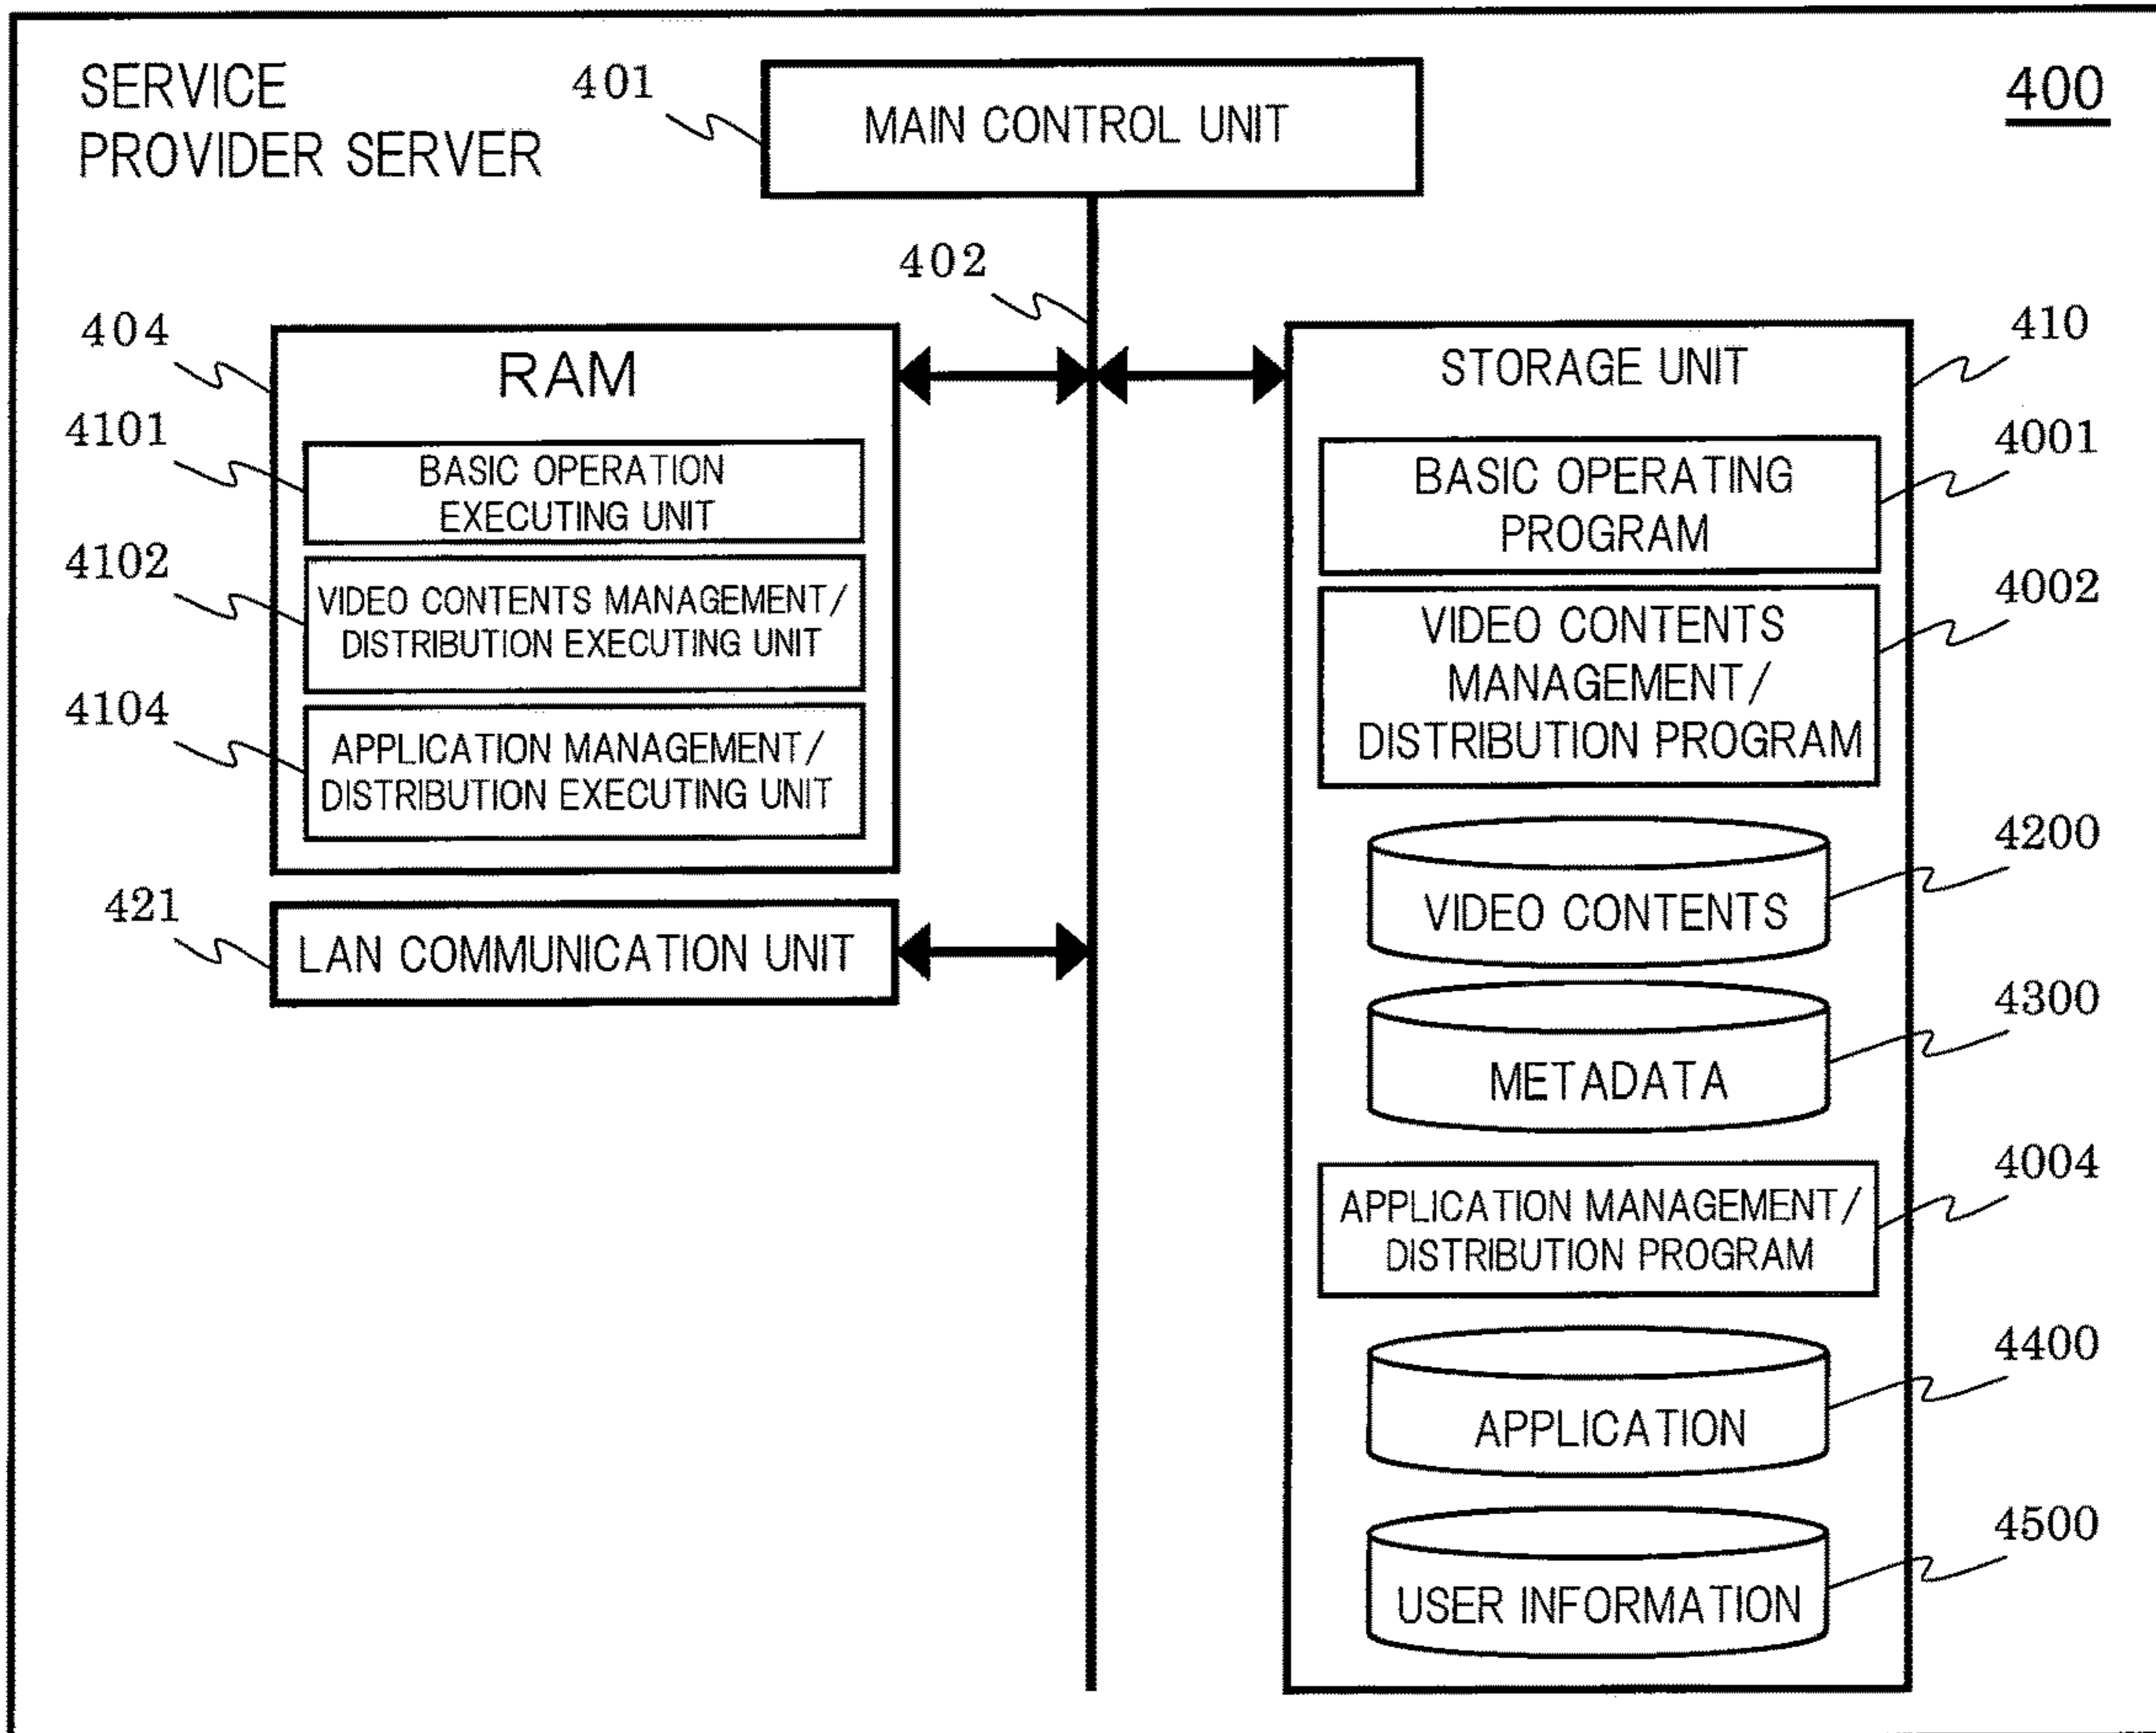 SERVICE
PROVIDER SERVER
401
MAIN CONTROL UNIT
400
402
404
RAM
4101
BASIC OPERATION
EXECUTING UNIT
4102
VIDEO CONTENTS MANAGEMENT/
DISTRIBUTION EXECUTING UNIT
4104
APPLICATION MANAGEMENT/
DISTRIBUTION EXECUTING UNIT
421
LAN COMMUNICATION UNIT
410
STORAGE UNIT
4001
BASIC OPERATING
PROGRAM
4002
VIDEO CONTENTS
MANAGEMENT/
DISTRIBUTION PROGRAM
4200
VIDEO CONTENTS
4300
METADATA
4004
APPLICATION MANAGEMENT/
DISTRIBUTION PROGRAM
4400
APPLICATION
4500
USER INFORMATION